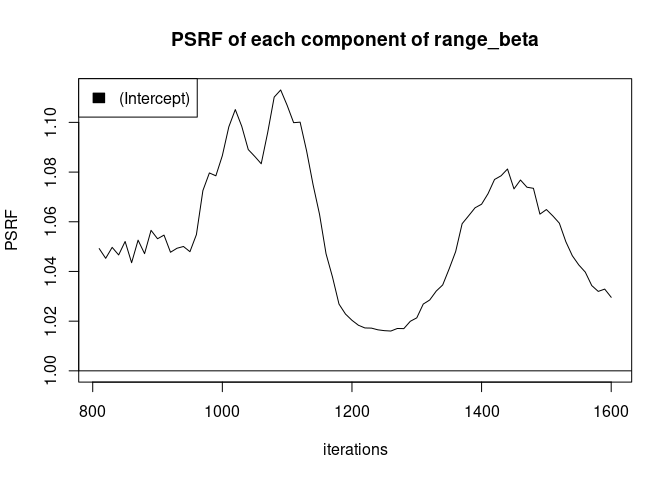 PSRF of each component of range_beta
(Intercept)
PSRF
1.10
1.08
1.06
1.04
1.02
1.00
800 1000 1200 1400 1600
iterations